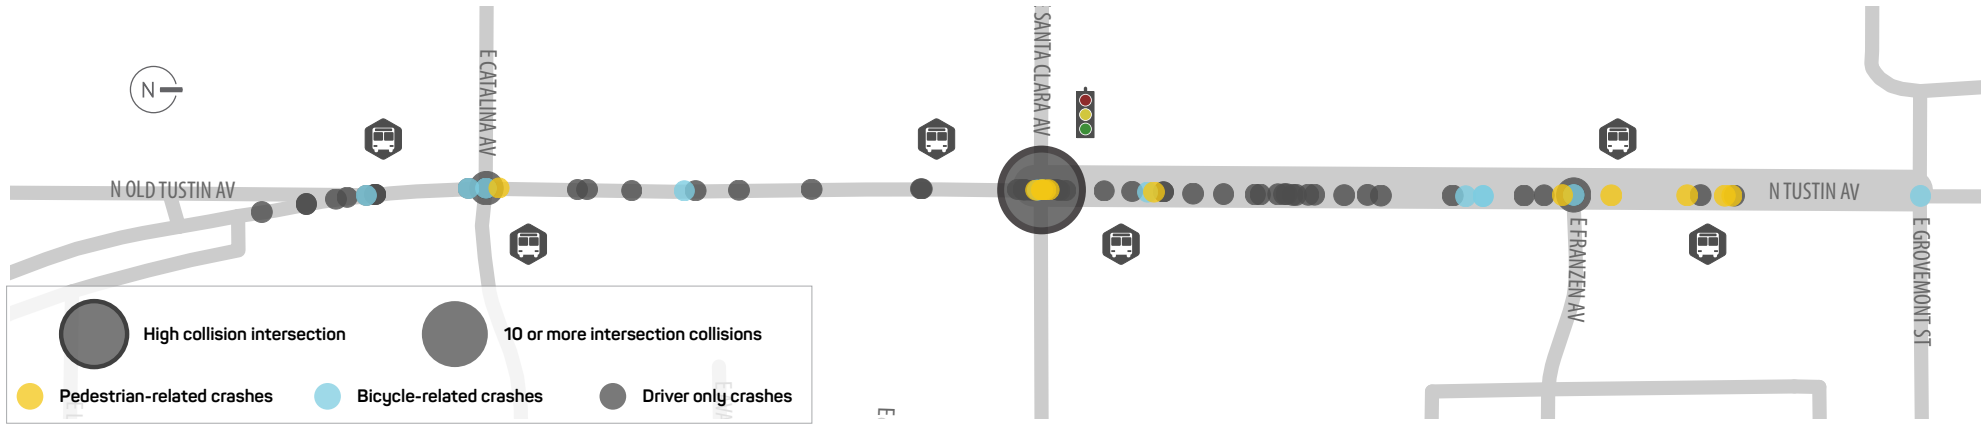 SANTA CLARA AV
E CATALINA AV
N
N OLD TUSTIN AV
N TUSTIN AV
E FRANZEN AV
E GROVEMONT ST
High collision intersection
10 or more intersection collisions
Pedestrian-related crashes
Bicycle-related crashes
Driver only crashes